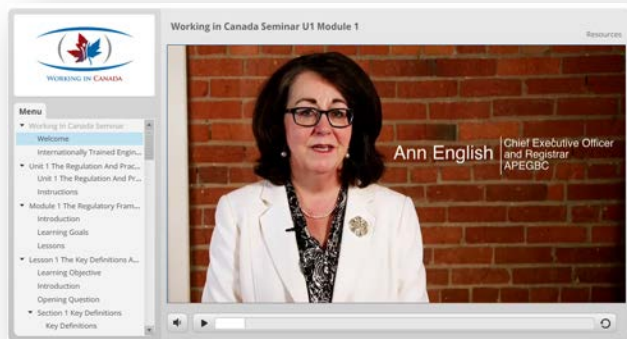 Working in Canada Seminar U1 Module 1
Resources
WORKING IN CANADA
Menu
Working In Canada Seminar
Welcome
Internationally Trained Engin...
Unit 1 The Regulation And Prac...
Unit 1 The Regulation And Pr...
Instructions
Module 1 The Regulatory Fram...
Introduction
Learning Goals
Lessons
Lesson 1 The Key Definitions A...
Learning Objective
Introduction
Opening Question
Section 1 Key Definitions
Key Definitions
Ann English
Chief Executive Officer
and Registrar
APEGBC